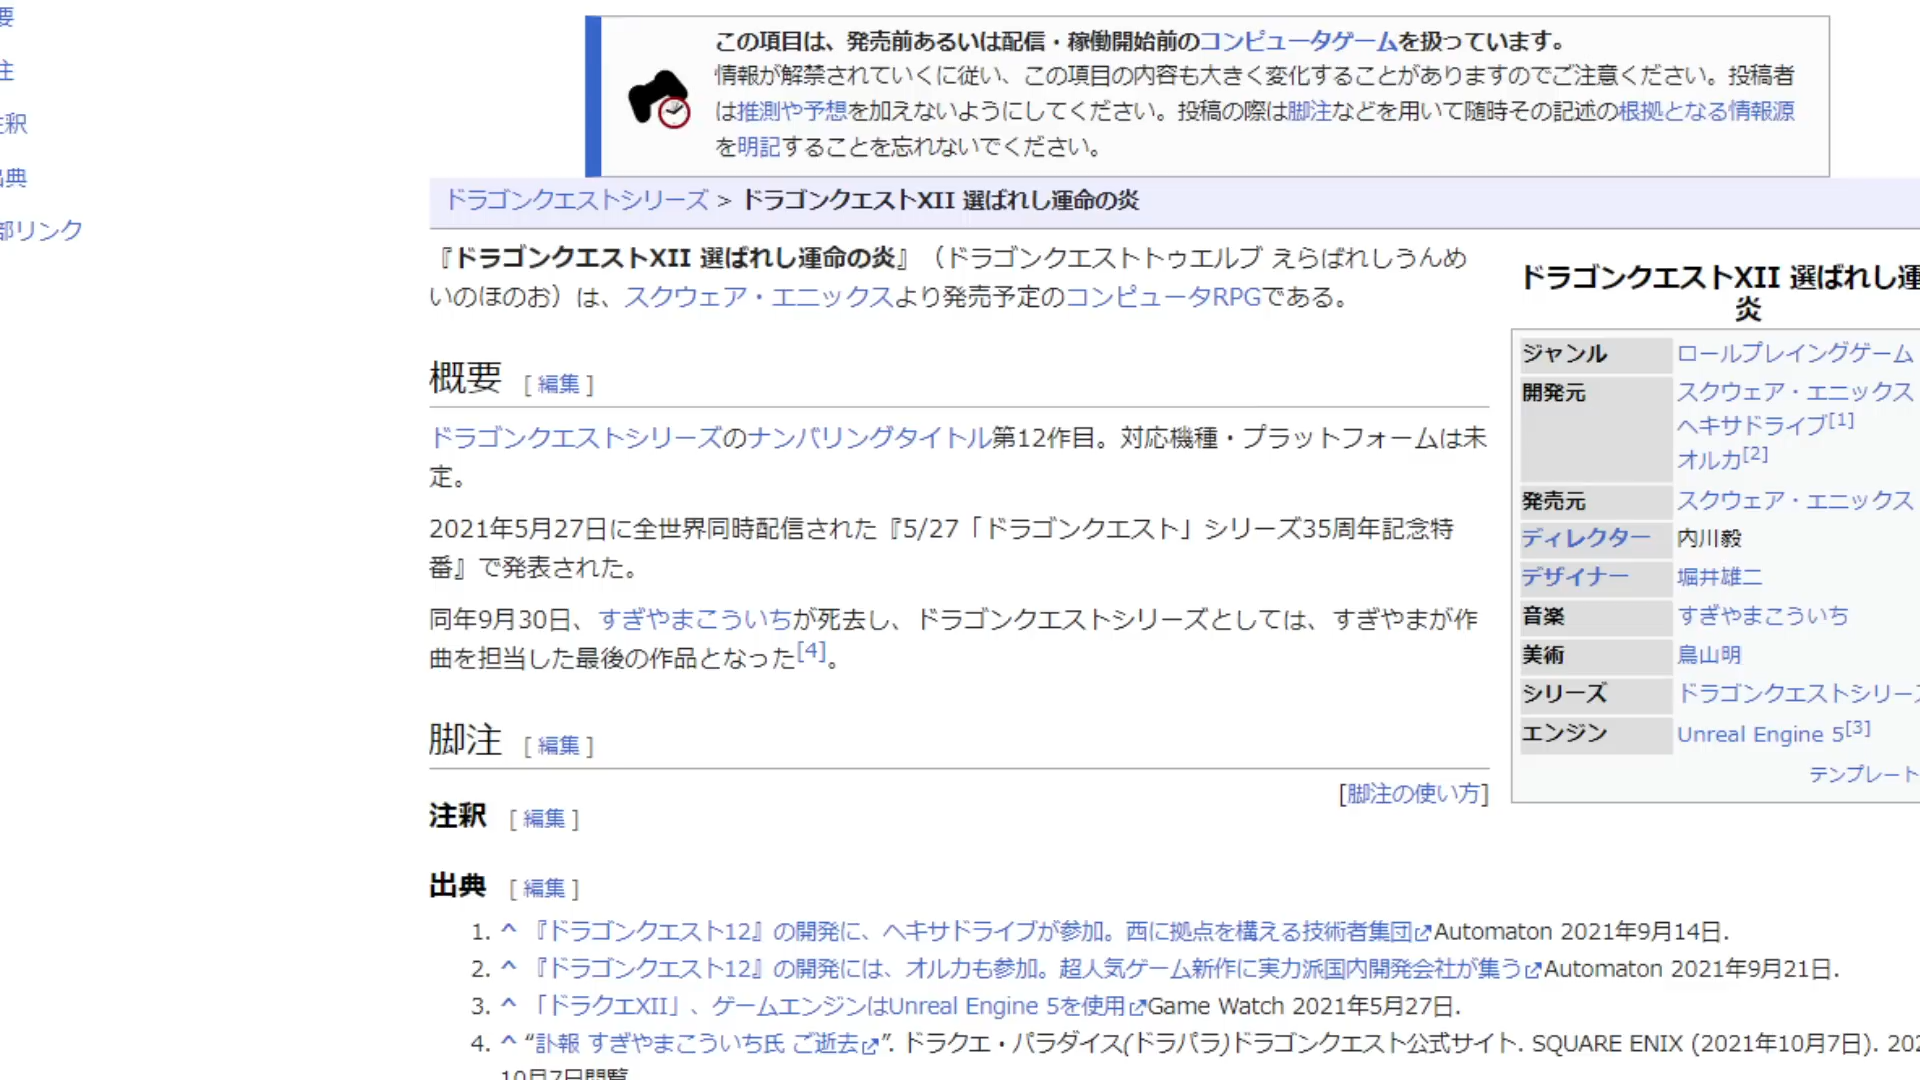 要
注
注釈
出典
部リンク
この項目は、発売前あるいは配信・稼働開始前のコンピュータゲームを扱っています。
情報が解禁されていくに従い、この項目の内容も大きく変化することがありますのでご注意ください。投稿者
は推測や予想を加えないようにしてください。投稿の際は脚注などを用いて随時その記述の根拠となる情報源
を明記することを忘れないでください。
ドラゴンクエストシリーズ > ドラゴンクエストXII 選ばれし運命の炎
『ドラゴンクエストXII 選ばれし運命の炎』（ドラゴンクエストトゥエルブ えらばれしうんめ
いのほのお）は、スクウェア・エニックスより発売予定のコンピュータRPGである。
概要 [ 編集 ]
ドラゴンクエストシリーズのナンバリングタイトル第12作目。対応機種・プラットフォームは未
定。
2021年5月27日に全世界同時配信された『5/27「ドラゴンクエスト」シリーズ35周年記念特
番』で発表された。
同年9月30日、すぎやまこういちが死去し、ドラゴンクエストシリーズとしては、すぎやまが作
曲を担当した最後の作品となった[4]。
ドラゴンクエストXII 選ばれし運
炎
ジャンル ロールプレイングゲーム
開発元 スクウェア・エニックス
ヘキサドライブ[1]
オルカ[2]
発売元 スクウェア・エニックス
ディレクター 内川毅
デザイナー 堀井雄二
音楽 すぎやまこういち
美術 鳥山明
シリーズ ドラゴンクエストシリーズ
エンジン Unreal Engine 5[3]
テンプレート
脚注 [ 編集 ]
[脚注の使い方]
注釈 [ 編集 ]
出典 [ 編集 ]
1. ^ 『ドラゴンクエスト12』の開発に、ヘキサドライブが参加。西に拠点を構える技術者集団Automaton 2021年9月14日.
2. ^ 『ドラゴンクエスト12』の開発には、オルカも参加。超人気ゲーム新作に実力派国内開発会社が集うAutomaton 2021年9月21日.
3. ^ 「ドラクエXII」、ゲームエンジンはUnreal Engine 5を使用Game Watch 2021年5月27日.
4. ^ “訃報 すぎやまこういち氏 ご逝去”. ドラクエ・パラダイス(ドラパラ)ドラゴンクエスト公式サイト. SQUARE ENIX (2021年10月7日). 202
10月7日閲覧